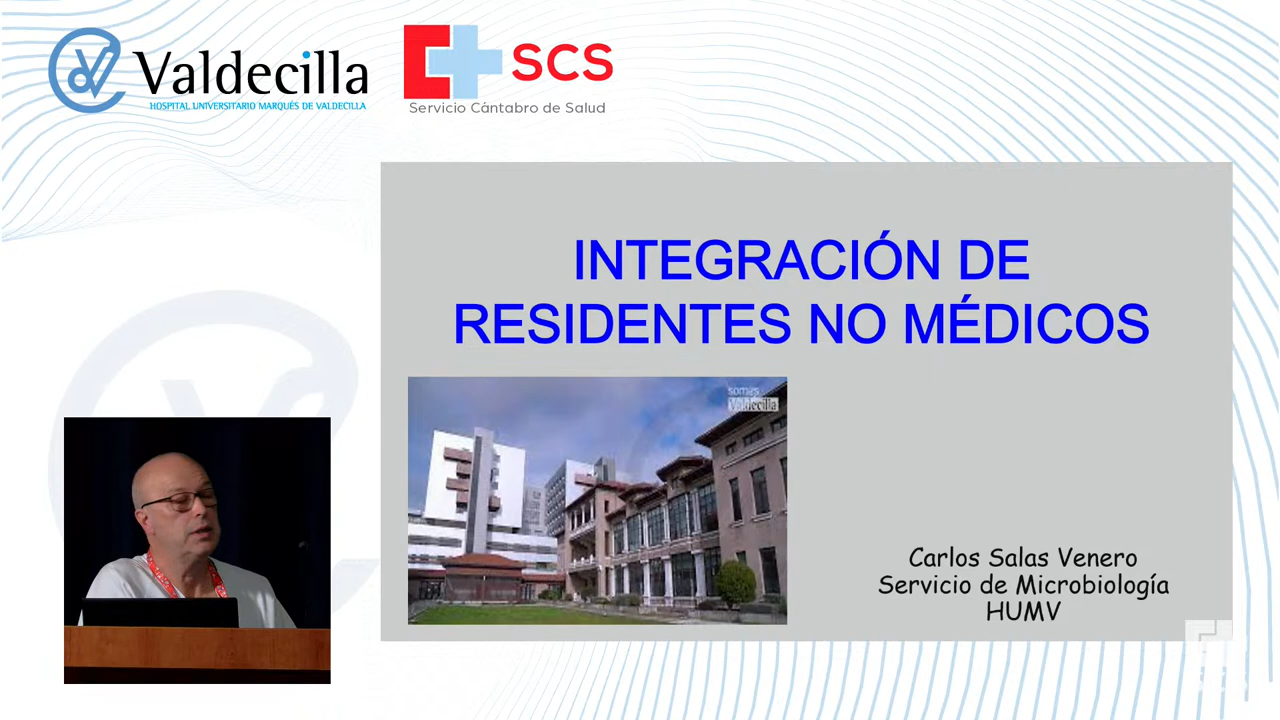 Valdecilla
HOSPITAL UNIVERSITARIO MARQUÉS DE VALDECILLA
SCS
Servicio Cántabro de Salud
INTEGRACIÓN DE
RESIDENTES NO MÉDICOS
somos
Valdecilla
Carlos Salas Venero
Servicio de Microbiología
HUMV